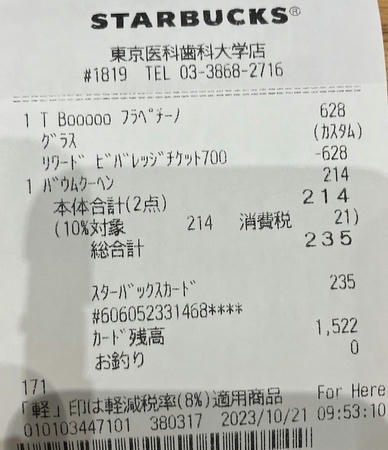 STARBUCKS®
東京医科歯科大学店
#1819 TEL 03-3868-2716
1 T Booooo ﾌﾗﾍﾟﾁｰﾉ 628
ｸﾞﾗｽ (ｶｽﾀﾑ)
ﾘﾜｰﾄﾞ ﾋﾞﾊﾞﾚｯｼﾞﾁｹｯﾄ700 -628
1 ﾊﾞｳﾑｸｰﾍﾝ 214
本体合計(2点) 214
(10%対象 214 消費税 21)
総合計 235
ｽﾀｰﾊﾞｯｸｽｶｰﾄﾞ 235
#606052331468****
ｶｰﾄﾞ残高 1,522
お釣り 0
171
「軽」印は軽減税率(8%)適用商品 For Here
010103447101 380317 2023/10/21 09:53:10